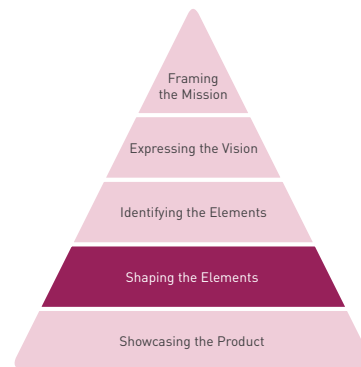 Framing
the Mission
Expressing the Vision
Identifying the Elements
Shaping the Elements
Showcasing the Product